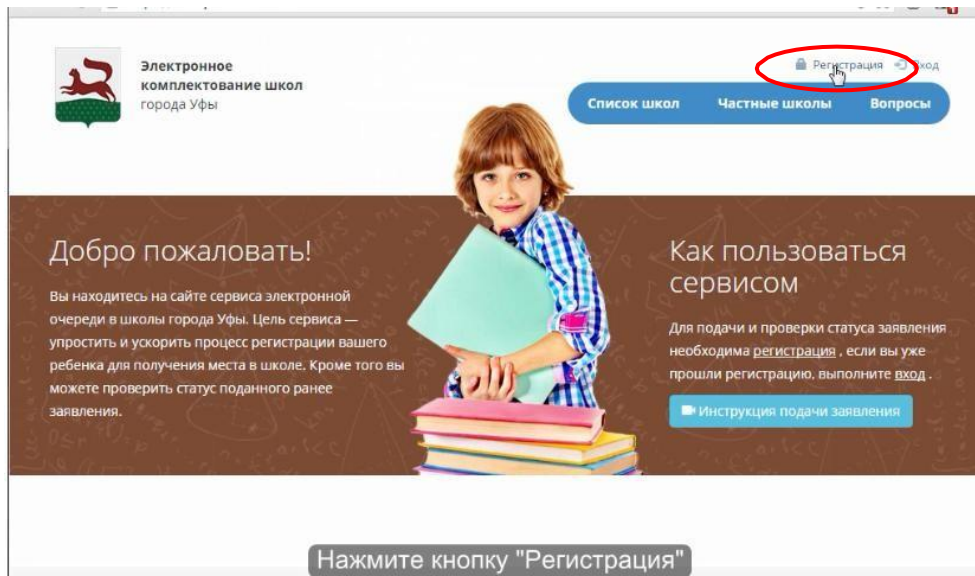 Электронное
комплектование школ
города Уфы
Регистрация
Вход
Список школ Частные школы Вопросы
Добро пожаловать!
Вы находитесь на сайте сервиса электронной
очереди в школы города Уфы. Цель сервиса —
упростить и ускорить процесс регистрации вашего
ребенка для получения места в школе. Кроме того вы
можете проверить статус поданного ранее
заявления.
Как пользоваться
сервисом
Для подачи и проверки статуса заявления
необходима регистрация , если вы уже
прошли регистрацию, выполните вход .
Инструкция подачи заявления
Нажмите кнопку "Регистрация"